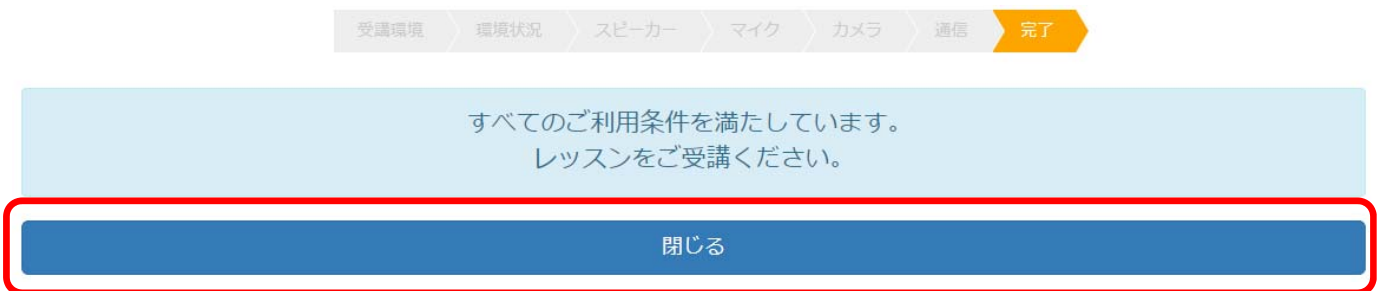 受講環境 環境状況 スピーカー マイク カメラ 通信 完了
すべてのご利用条件を満たしています。
レッスンをご受講ください。
閉じる